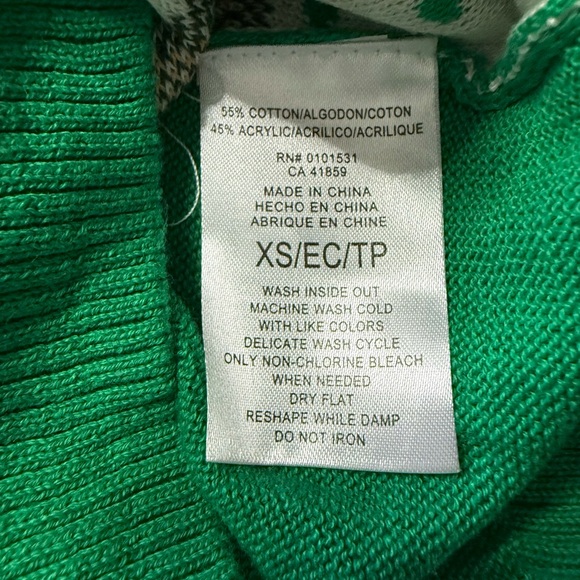 55% COTTON/ALGODON/COTON
45% ACRYLIC/ACRILICO/ACRILIQUE
RN# 0101531
CA 41859
MADE IN CHINA
HECHO EN CHINA
ABRIQUE EN CHINE
XS/EC/TP
WASH INSIDE OUT
MACHINE WASH COLD
WITH LIKE COLORS
DELICATE WASH CYCLE
ONLY NON-CHLORINE BLEACH
WHEN NEEDED
DRY FLAT
RESHAPE WHILE DAMP
DO NOT IRON